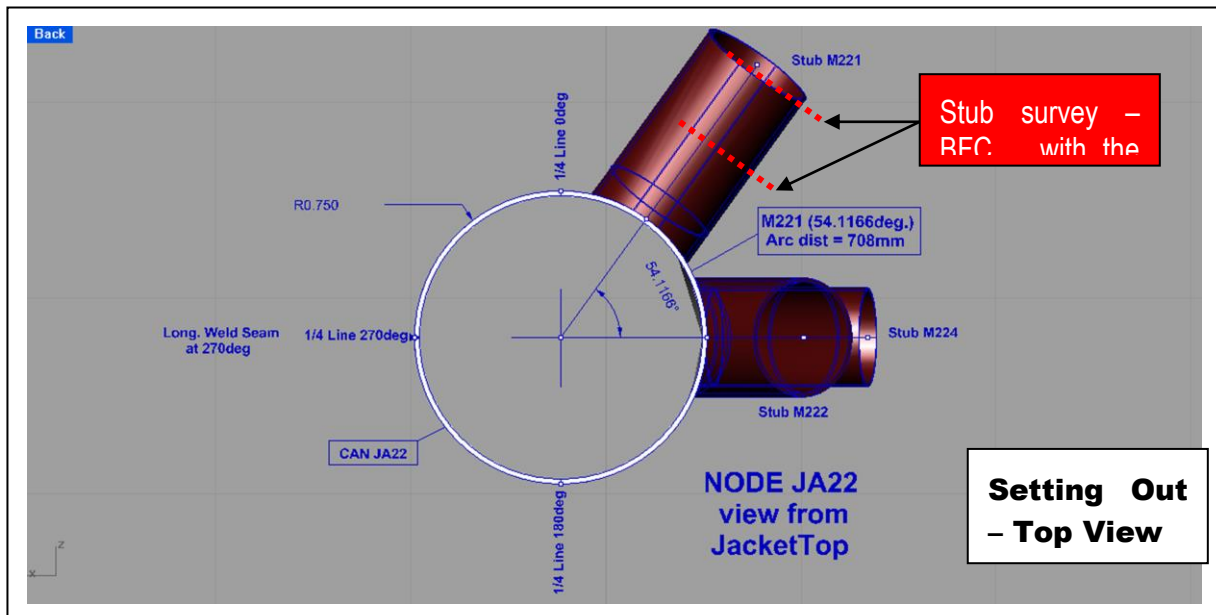 Back
Stub M221
Stub survey –
BEC with the
1/4 Line 0deg
R0.750
M221 (54.1166deg.)
Arc dist = 708mm
54.1166°
Long. Weld Seam
at 270deg
1/4 Line 270deg
Stub M224
Stub M222
CAN JA22
1/4 Line 180deg
NODE JA22
view from
JacketTop
Setting Out
– Top View
z
x